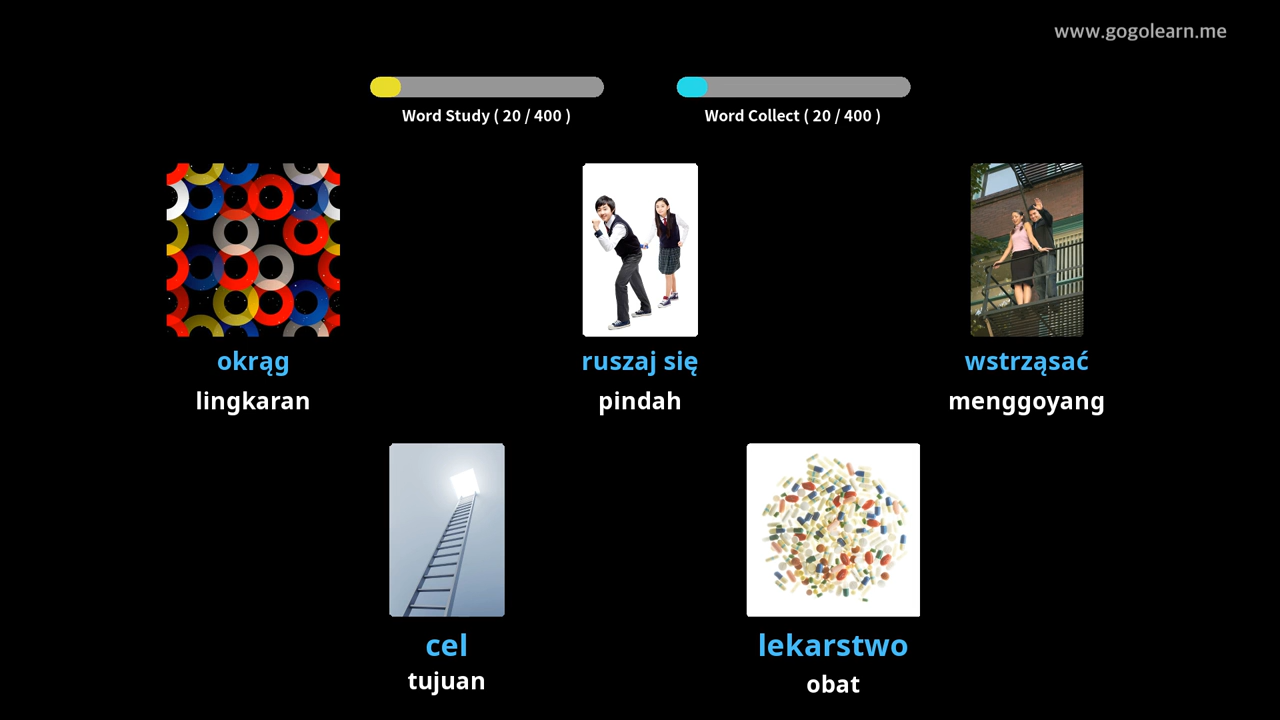 www.gogolearn.me
Word Study ( 20 / 400 )
Word Collect ( 20 / 400 )
okrąg
lingkaran
ruszaj się
pindah
wstrząsać
menggoyang
cel
tujuan
lekarstwo
obat